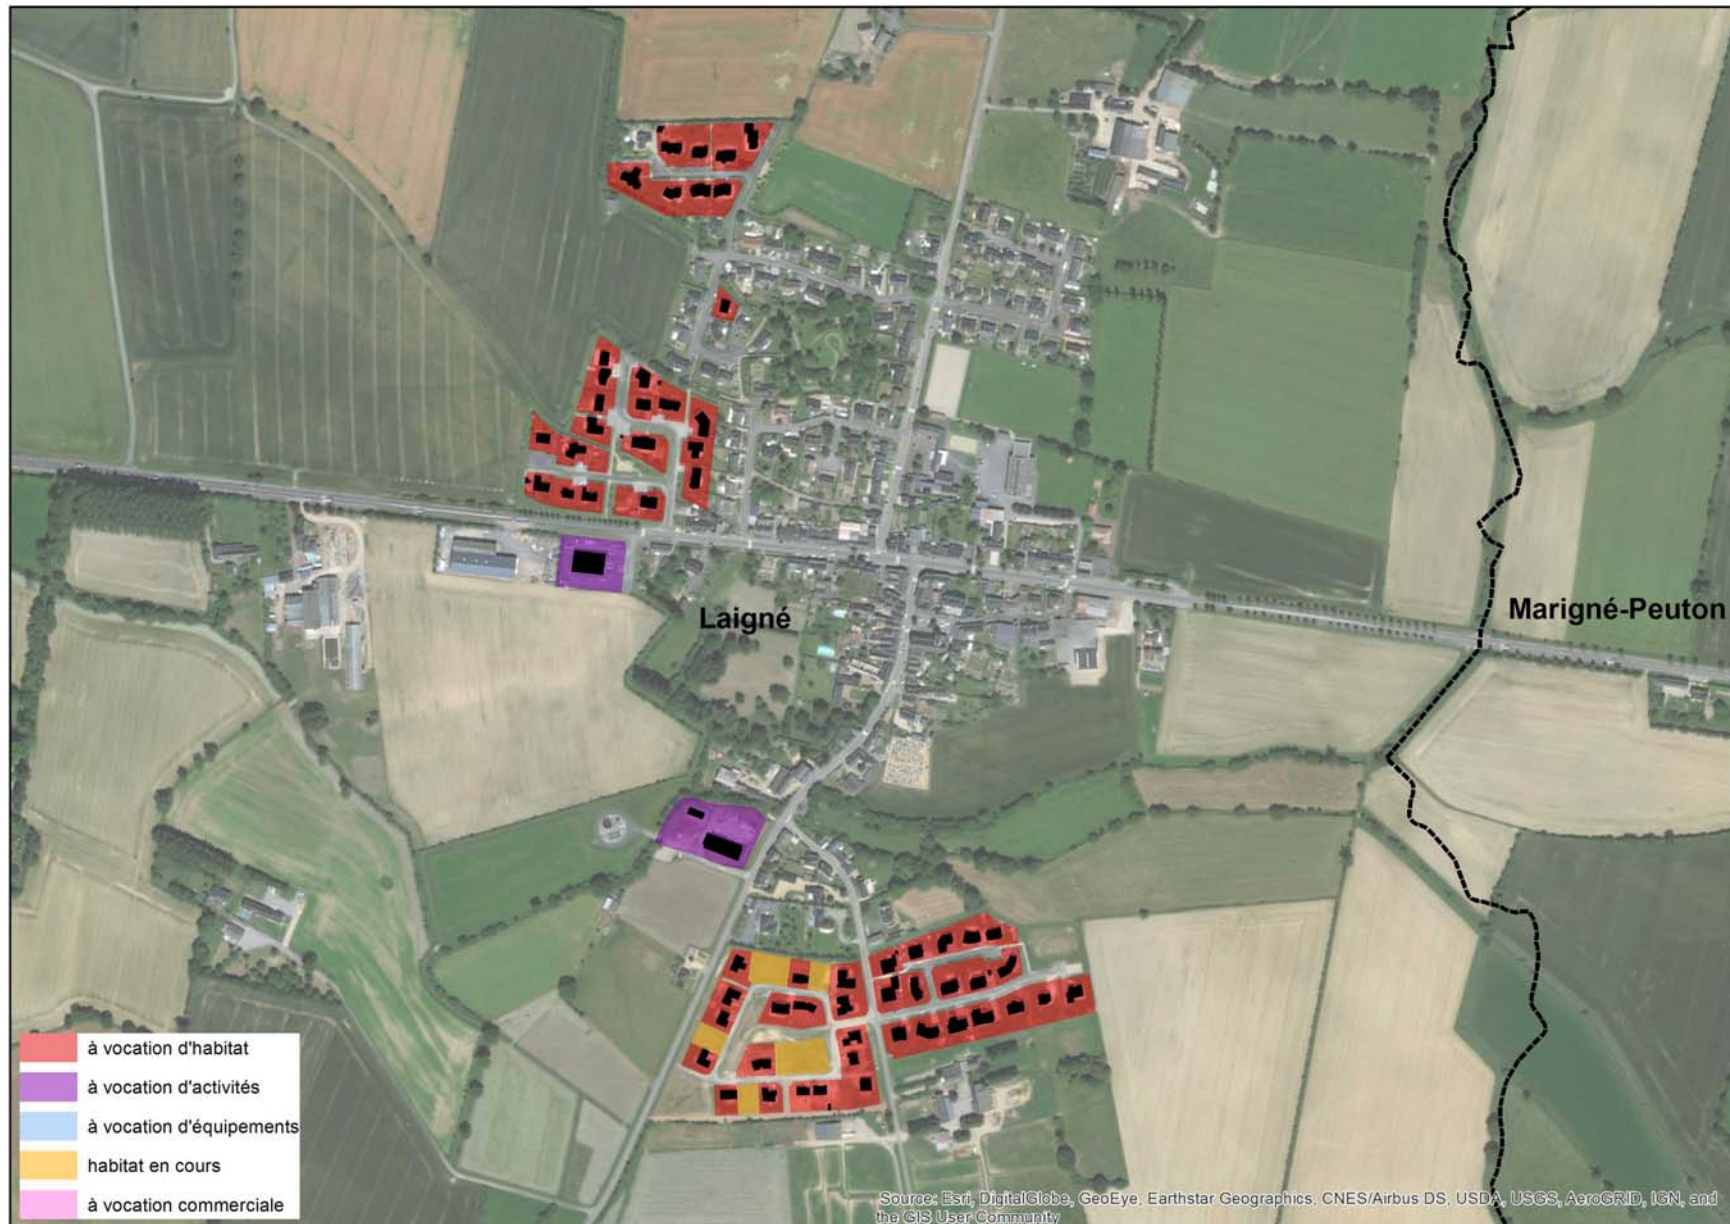 Laigné
Marigné-Peuton
à vocation d'habitat
à vocation d'activités
à vocation d'équipements
habitat en cours
à vocation commerciale
Source: Esri, DigitalGlobe, GeoEye, Earthstar Geographics, CNES/Airbus DS, USDA, USGS, AeroGRID, IGN, and
the GIS User Community